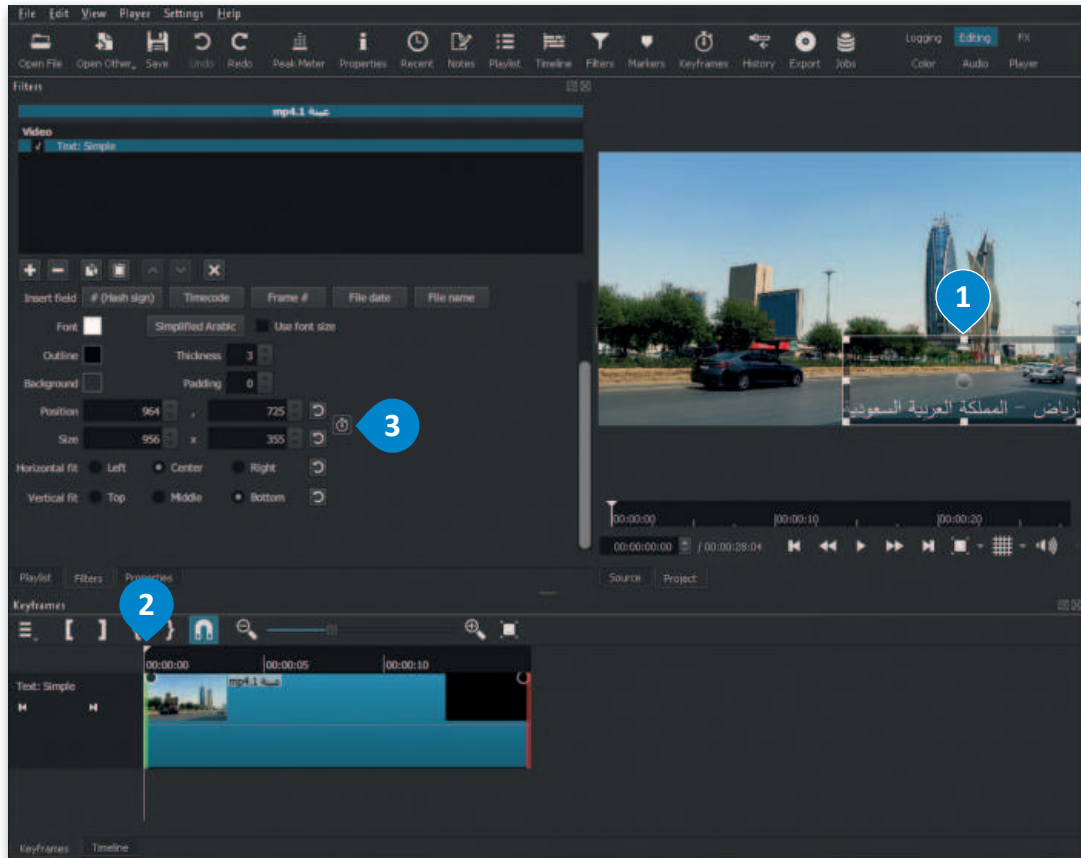 File Edit View Player Settings Help
Open File Open Other Save Undo Redo Peak Meter Properties Recent Notes Playlist Timeline Filters Markers Keyframes History Export Jobs
Logging Editing FX
Color Audio Player
Filters
عينة 1.mp4
Video
Text: Simple
Insert field # (Hash sign) Timecode Frame # File date File name
Font Simplified Arabic Use font size
Outline Thickness 3
Background Padding 0
Position 964 , 725
Size 956 x 355
3
Horizontal fit Left Center Right
Vertical fit Top Middle Bottom
1
الرياض – المملكة العربية السعودية
00:00:00 00:00:10 00:00:20
00:00:00:00 / 00:00:28:04
Playlist Filters Properties
Source Project
Keyframes
2
00:00:00 00:00:05 00:00:10
Text: Simple
عينة 1.mp4
Keyframes Timeline